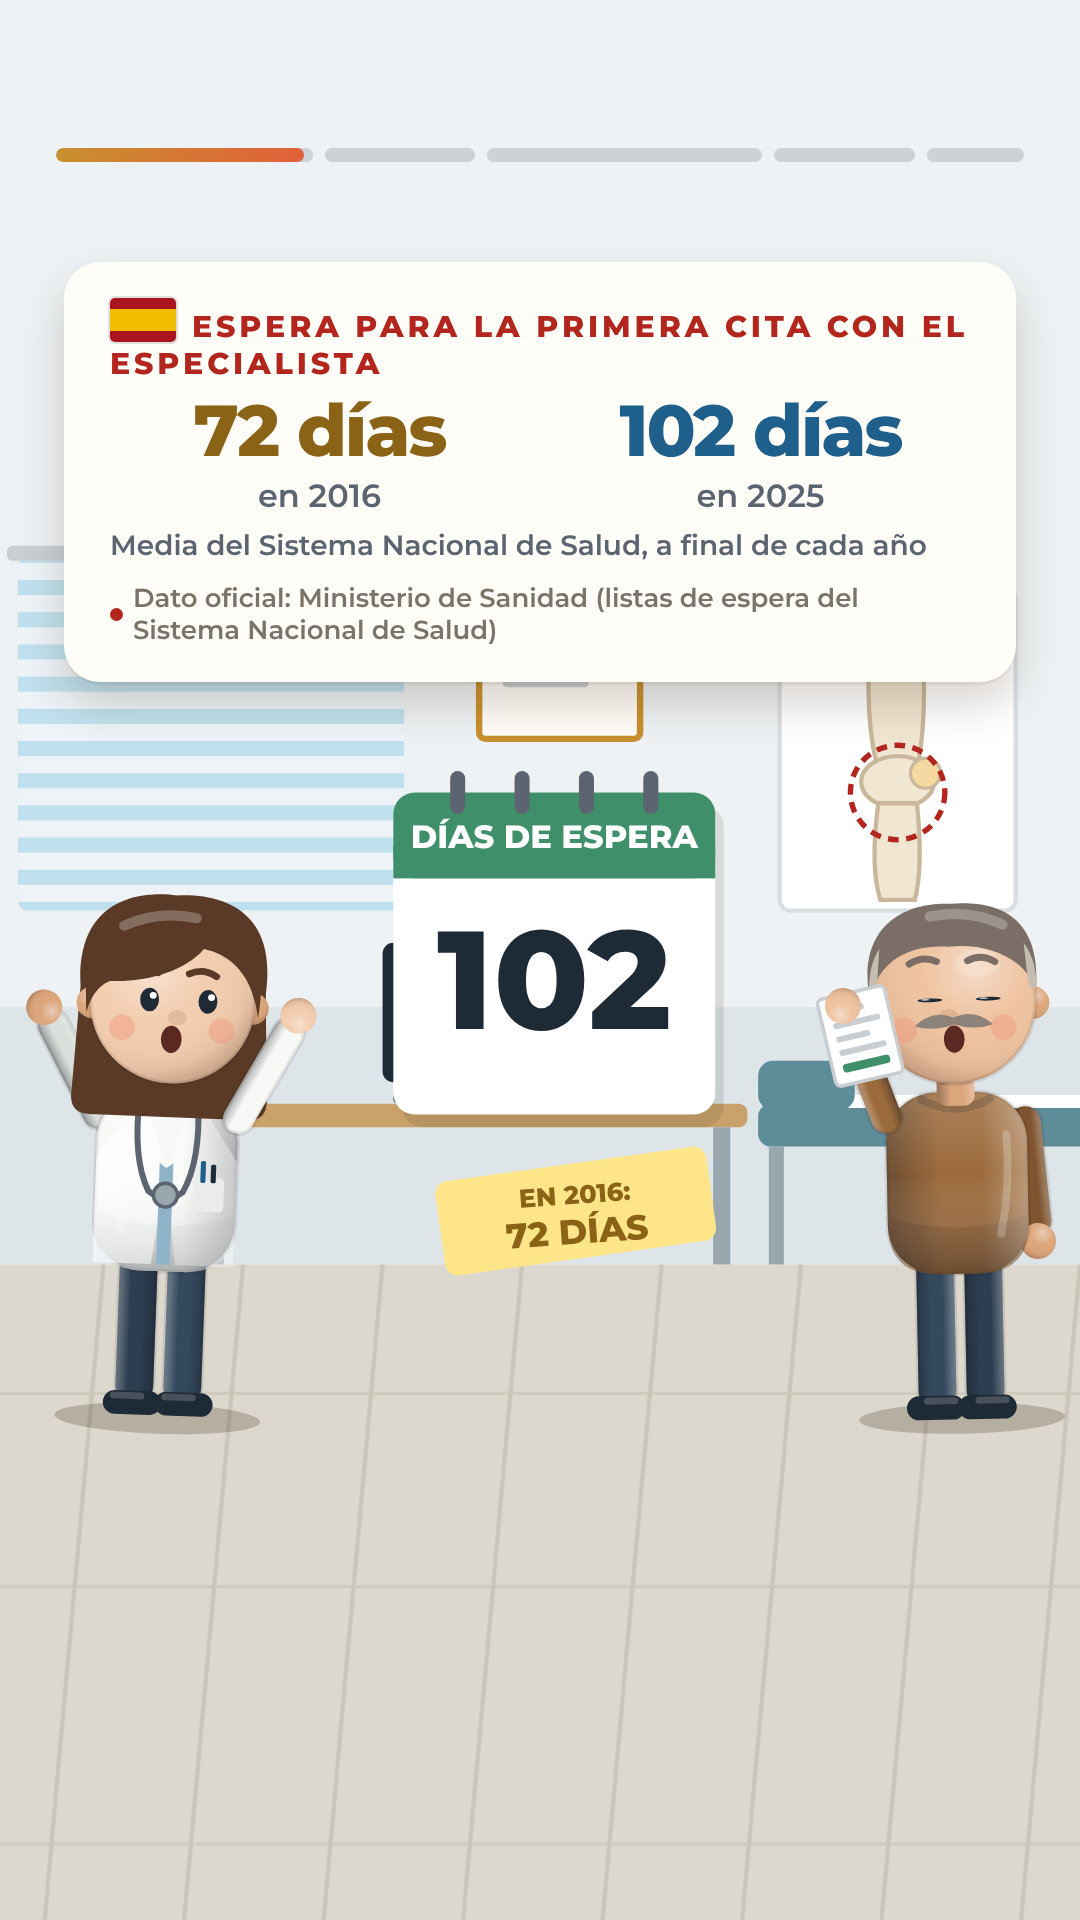 ESPERA PARA LA PRIMERA CITA CON EL
ESPECIALISTA
72 días
102 días
en 2016
en 2025
Media del Sistema Nacional de Salud, a final de cada año
Dato oficial: Ministerio de Sanidad (listas de espera del
Sistema Nacional de Salud)
DÍAS DE ESPERA
102
EN 2016:
72 DÍAS